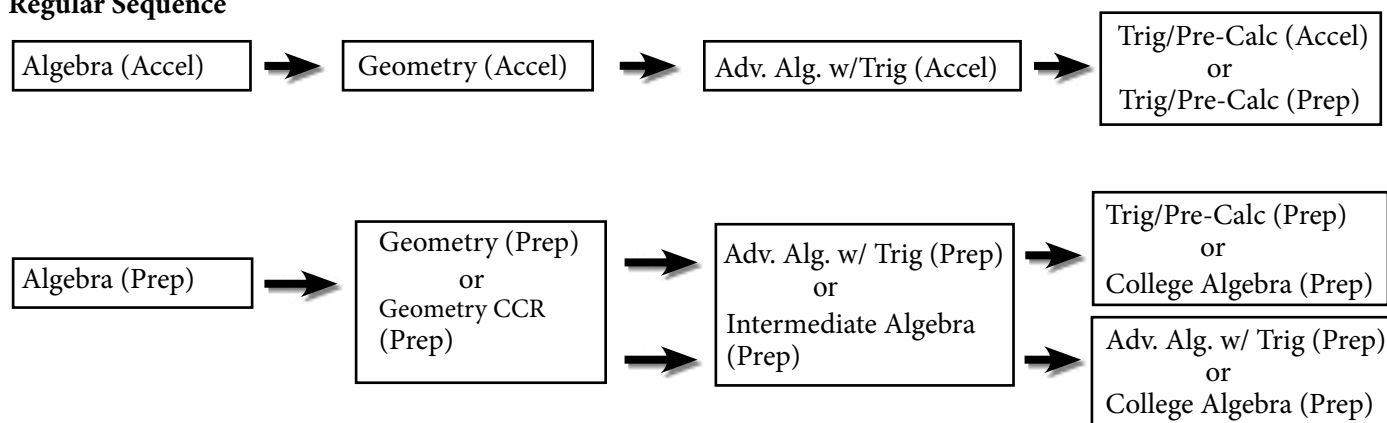 Regular Sequence
Algebra (Accel)
Geometry (Accel)
Adv. Alg. w/Trig (Accel)
Trig/Pre-Calc (Accel)
or
Trig/Pre-Calc (Prep)
Algebra (Prep)
Geometry (Prep)
or
Geometry CCR
(Prep)
Adv. Alg. w/ Trig (Prep)
or
Intermediate Algebra
(Prep)
Trig/Pre-Calc (Prep)
or
College Algebra (Prep)
Adv. Alg. w/ Trig (Prep)
or
College Algebra (Prep)